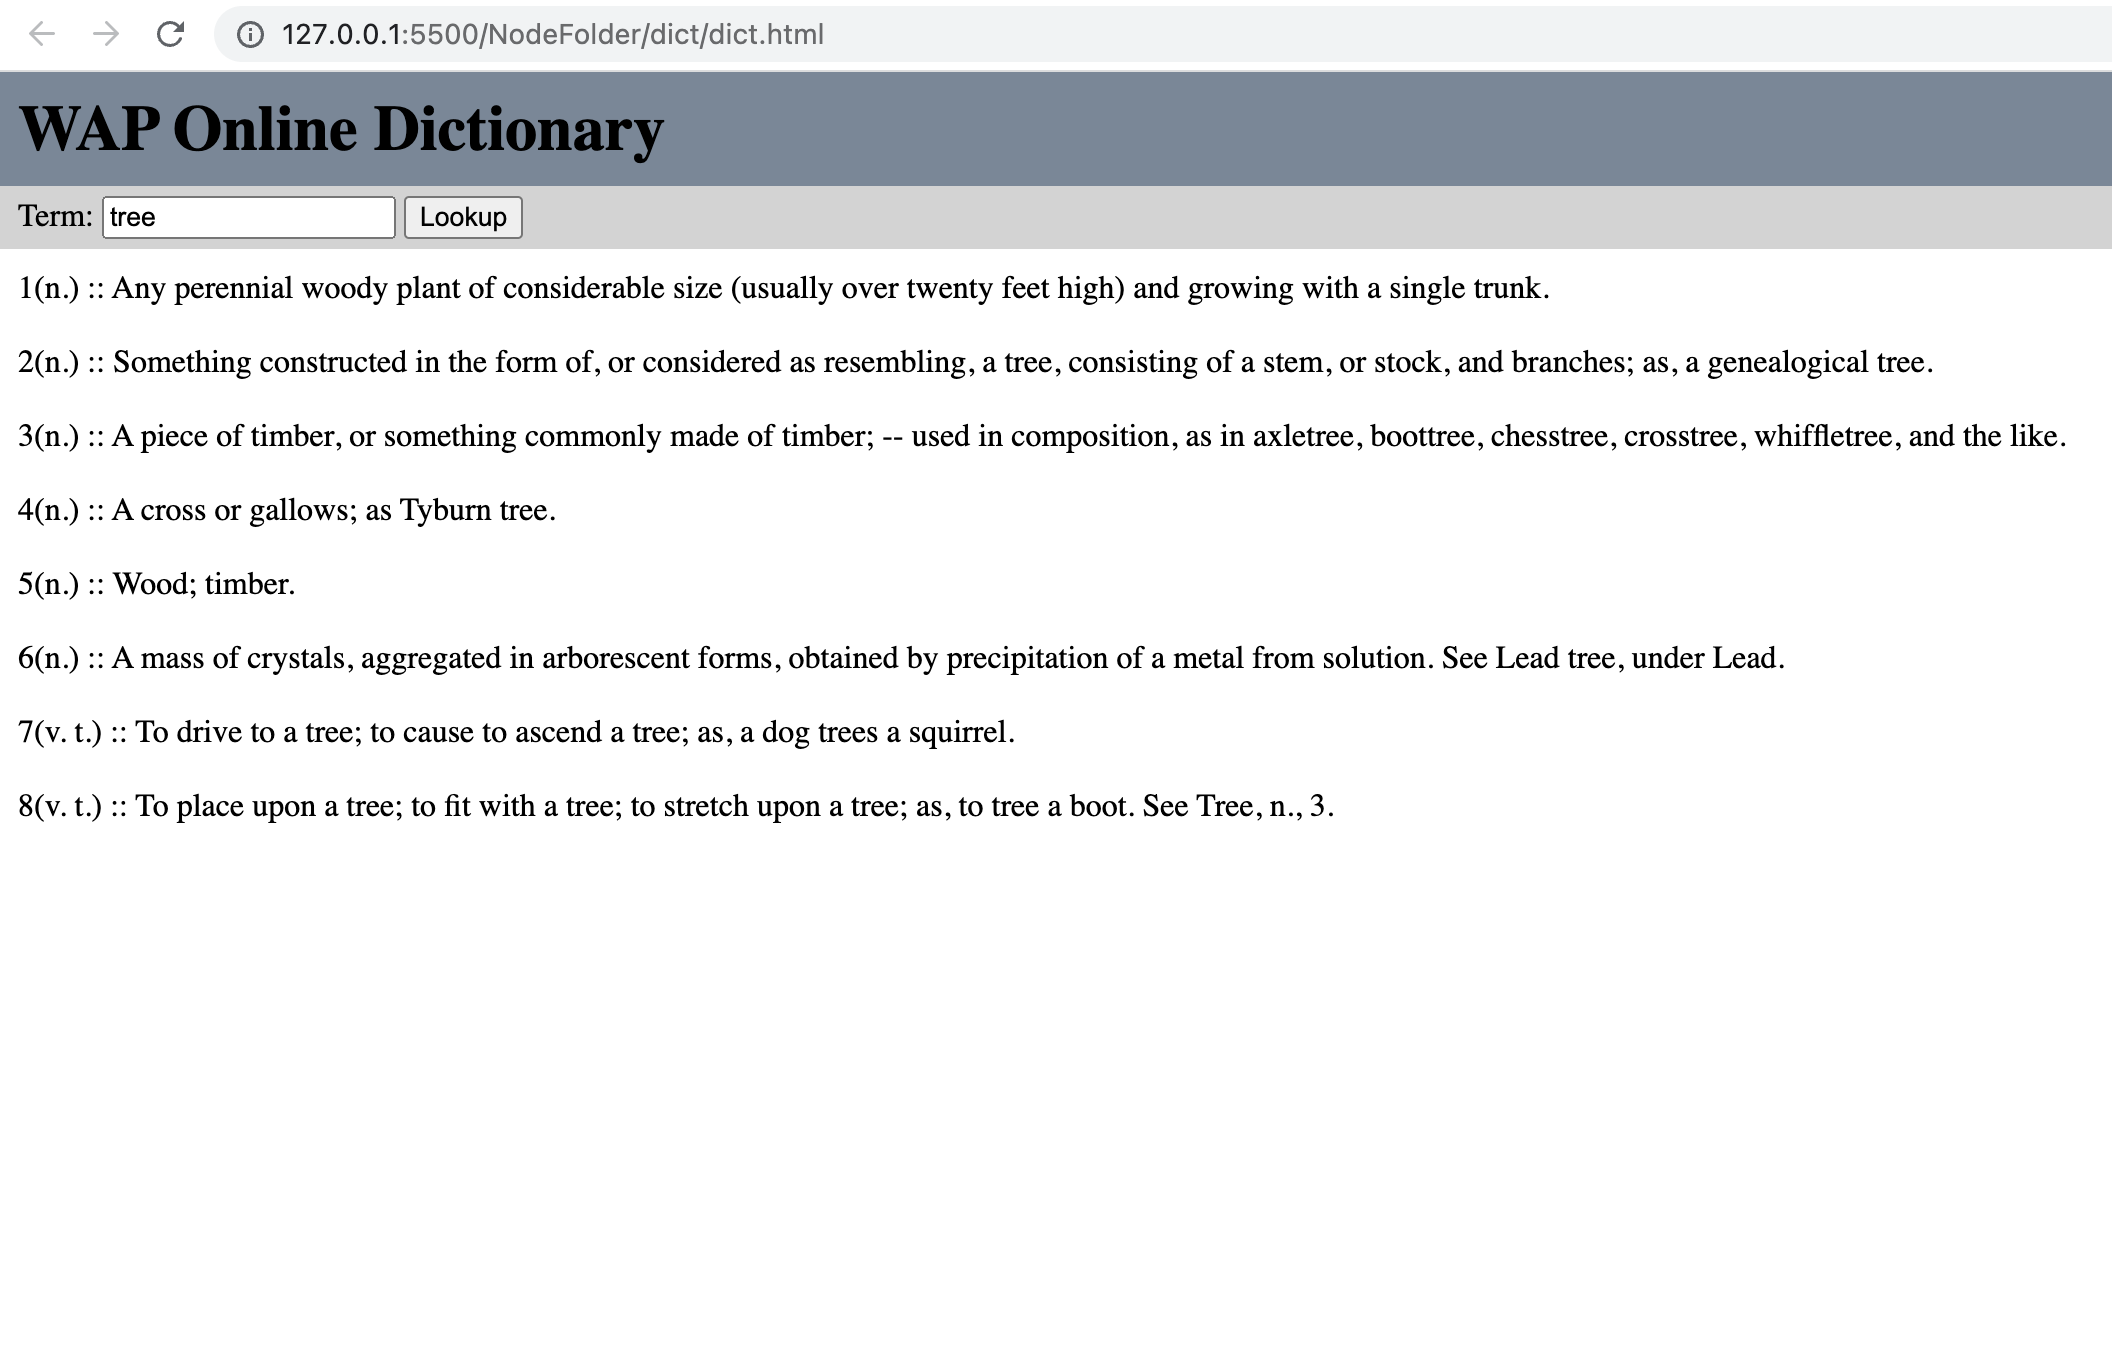 127.0.0.1:5500/NodeFolder/dict/dict.html
WAP Online Dictionary
Term: tree Lookup
1(n.) :: Any perennial woody plant of considerable size (usually over twenty feet high) and growing with a single trunk.
2(n.) :: Something constructed in the form of, or considered as resembling, a tree, consisting of a stem, or stock, and branches; as, a genealogical tree.
3(n.) :: A piece of timber, or something commonly made of timber; -- used in composition, as in axletree, boottree, chesstree, crosstree, whiffletree, and the like.
4(n.) :: A cross or gallows; as Tyburn tree.
5(n.) :: Wood; timber.
6(n.) :: A mass of crystals, aggregated in arborescent forms, obtained by precipitation of a metal from solution. See Lead tree, under Lead.
7(v. t.) :: To drive to a tree; to cause to ascend a tree; as, a dog trees a squirrel.
8(v. t.) :: To place upon a tree; to fit with a tree; to stretch upon a tree; as, to tree a boot. See Tree, n., 3.